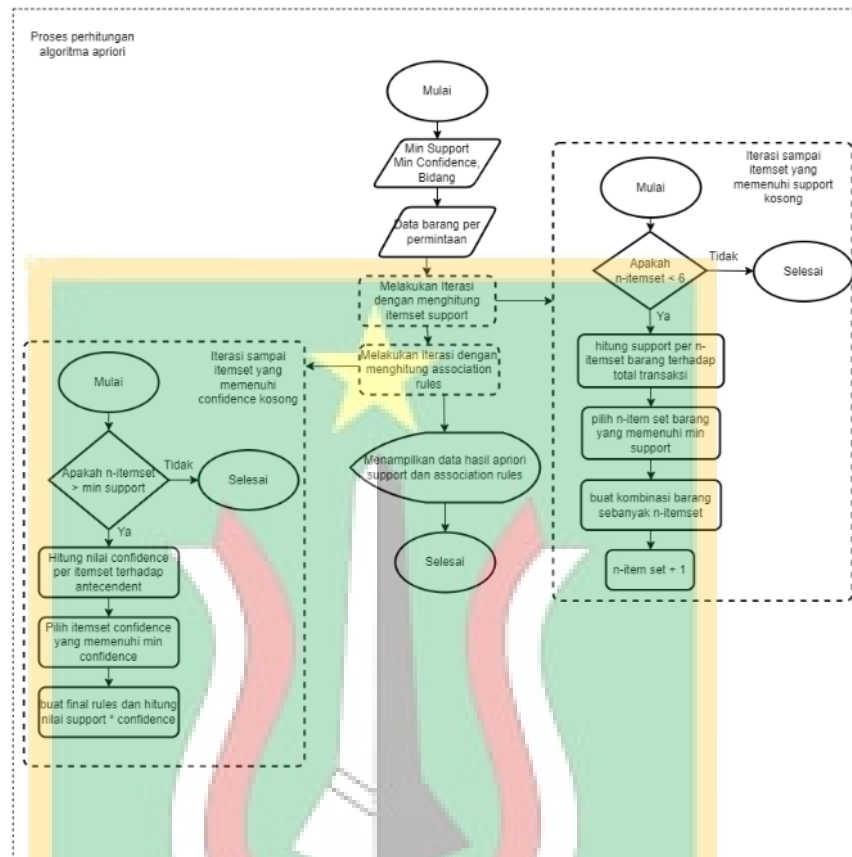 Proses perhitungan
algoritma apriori
Mulai
Min Support
Min Confidence,
Bidang
Data barang per
permintaan
Melakukan Iterasi
dengan menghitung
itemset support
Melakukan iterasi dengan
menghitung association
rules
Menampilkan data hasil apriori
support dan association rules
Selesai
Iterasi sampai
itemset yang
memenuhi support
kosong
Mulai
Apakah
n-itemset < 6
Tidak
Selesai
Ya
hitung support per n-
itemset barang terhadap
total transaksi
pilih n-item set barang
yang memenuhi min
support
buat kombinasi barang
sebanyak n-itemset
n-item set + 1
Iterasi sampai
itemset yang
memenuhi
confidence kosong
Mulai
Apakah n-itemset
> min support
Tidak
Selesai
Ya
Hitung nilai confidence
per itemset terhadap
antecendent
Pilih itemset confidence
yang memenuhi min
confidence
buat final rules dan hitung
nilai support * confidence